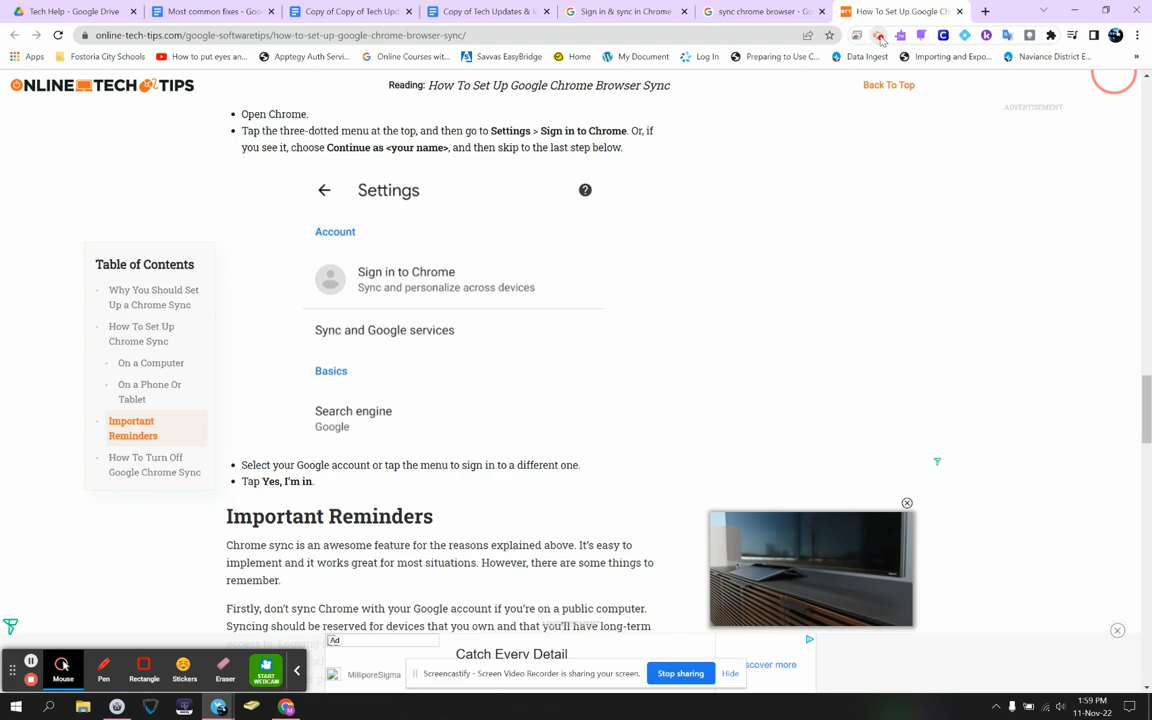 Tech Help - Google Drive
Most common fixes - Goo
Copy of Copy of Tech Upd
Copy of Tech Updates & I
Sign in & sync in Chrome
sync chrome browser - Go
How To Set Up Google Ch
online-tech-tips.com/google-softwaretips/how-to-set-up-google-chrome-browser-sync/
Apps
Fostoria City Schools
How to put eyes an...
Apptegy Auth Servi...
Online Courses wit...
Savvas EasyBridge
Home
My Document
Log In
Preparing to Use C...
Data Ingest
Importing and Expo...
Naviance District E...
»
ONLINE TECH TIPS
Reading: How To Set Up Google Chrome Browser Sync
Back To Top
ADVERTISEMENT
• Open Chrome.
• Tap the three-dotted menu at the top, and then go to Settings > Sign in to Chrome. Or, if
you see it, choose Continue as <your name>, and then skip to the last step below.
Settings
Account
Sign in to Chrome
Sync and personalize across devices
Sync and Google services
Basics
Search engine
Google
Table of Contents
- Why You Should Set
Up a Chrome Sync
- How To Set Up
Chrome Sync
- On a Computer
- On a Phone Or
Tablet
- Important
Reminders
- How To Turn Off
Google Chrome Sync
• Select your Google account or tap the menu to sign in to a different one.
• Tap Yes, I'm in.
Important Reminders
Chrome sync is an awesome feature for the reasons explained above. It's easy to
implement and it works great for most situations. However, there are some things to
remember.
Firstly, don't sync Chrome with your Google account if you're on a public computer.
Syncing should be reserved for devices that you own and that you'll have long-term
Ad
Catch Every Detail
MilliporeSigma
scover more
Screencastify - Screen Video Recorder is sharing your screen.
Stop sharing
Hide
Mouse
Pen
Rectangle
Stickers
Eraser
START
WEBCAM
1:59 PM
11-Nov-22